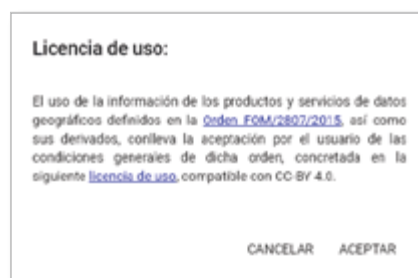 Licencia de uso:
El uso de la información de los productos y servicios de datos
geográficos definidos en la Orden FOM/2807/2015, así como
sus derivados, conlleva la aceptación por el usuario de las
condiciones generales de dicha orden, concretada en la
siguiente licencia de uso, compatible con CC-BY 4.0.
CANCELAR ACEPTAR